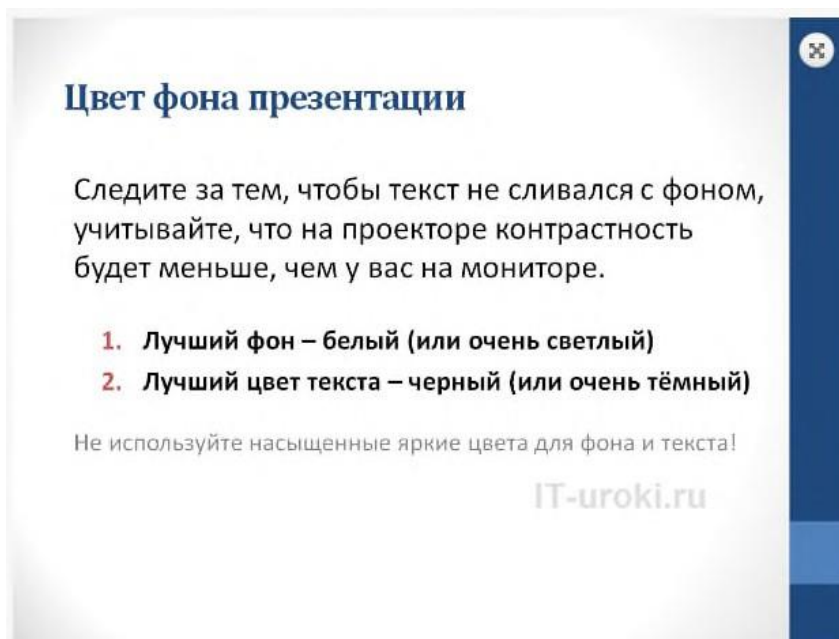 Цвет фона презентации
Следите за тем, чтобы текст не сливался с фоном,
учитывайте, что на проекторе контрастность
будет меньше, чем у вас на мониторе.
1. Лучший фон – белый (или очень светлый)
2. Лучший цвет текста – черный (или очень тёмный)
Не используйте насыщенные яркие цвета для фона и текста!
IT-uroki.ru